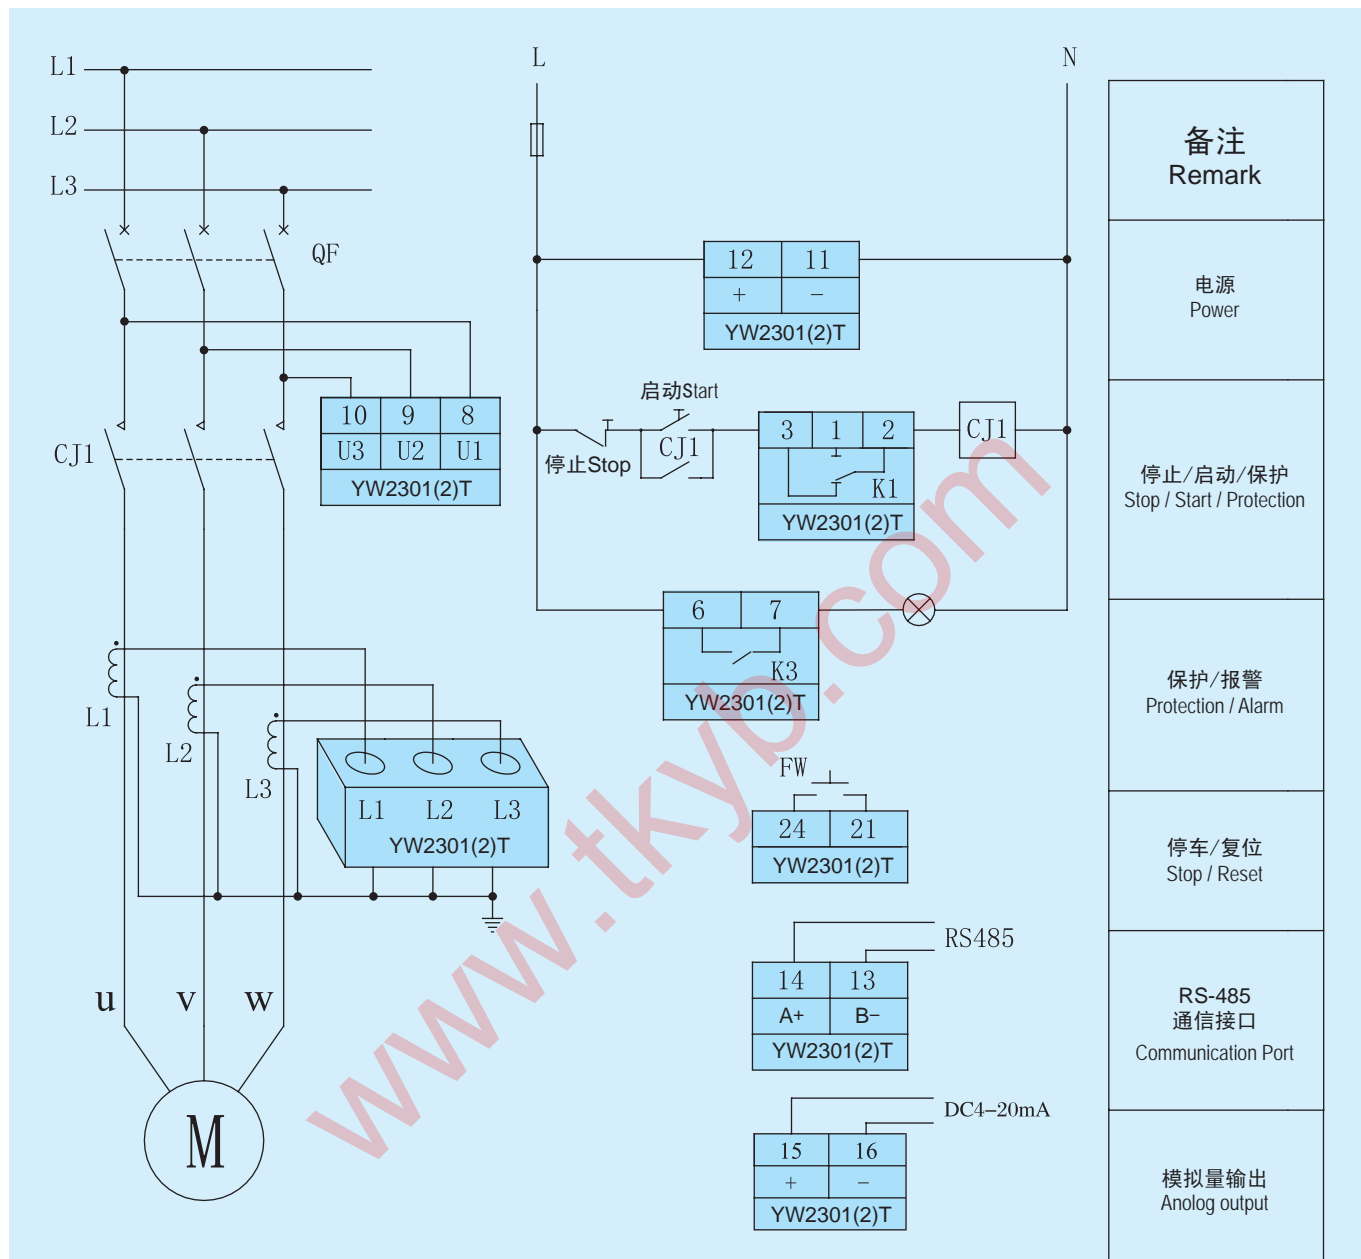 L1
L2
L3
QF
10 9 8
U3 U2 U1
YW2301(2)T
CJ1
L1
L2
L3
L1 L2 L3
YW2301(2)T
u v w
M
L N
12 11
+ −
YW2301(2)T
启动Start
停止Stop
CJ1
3 1 2
K1
YW2301(2)T
CJ1
6 7
K3
YW2301(2)T
FW
24 21
YW2301(2)T
RS485
14 13
A+ B−
YW2301(2)T
DC4-20mA
15 16
+ −
YW2301(2)T
备注
Remark
电源
Power
停止/启动/保护
Stop / Start / Protection
保护/报警
Protection / Alarm
停车/复位
Stop / Reset
RS-485
通信接口
Communication Port
模拟量输出
Anolog output
www.tkyb.com